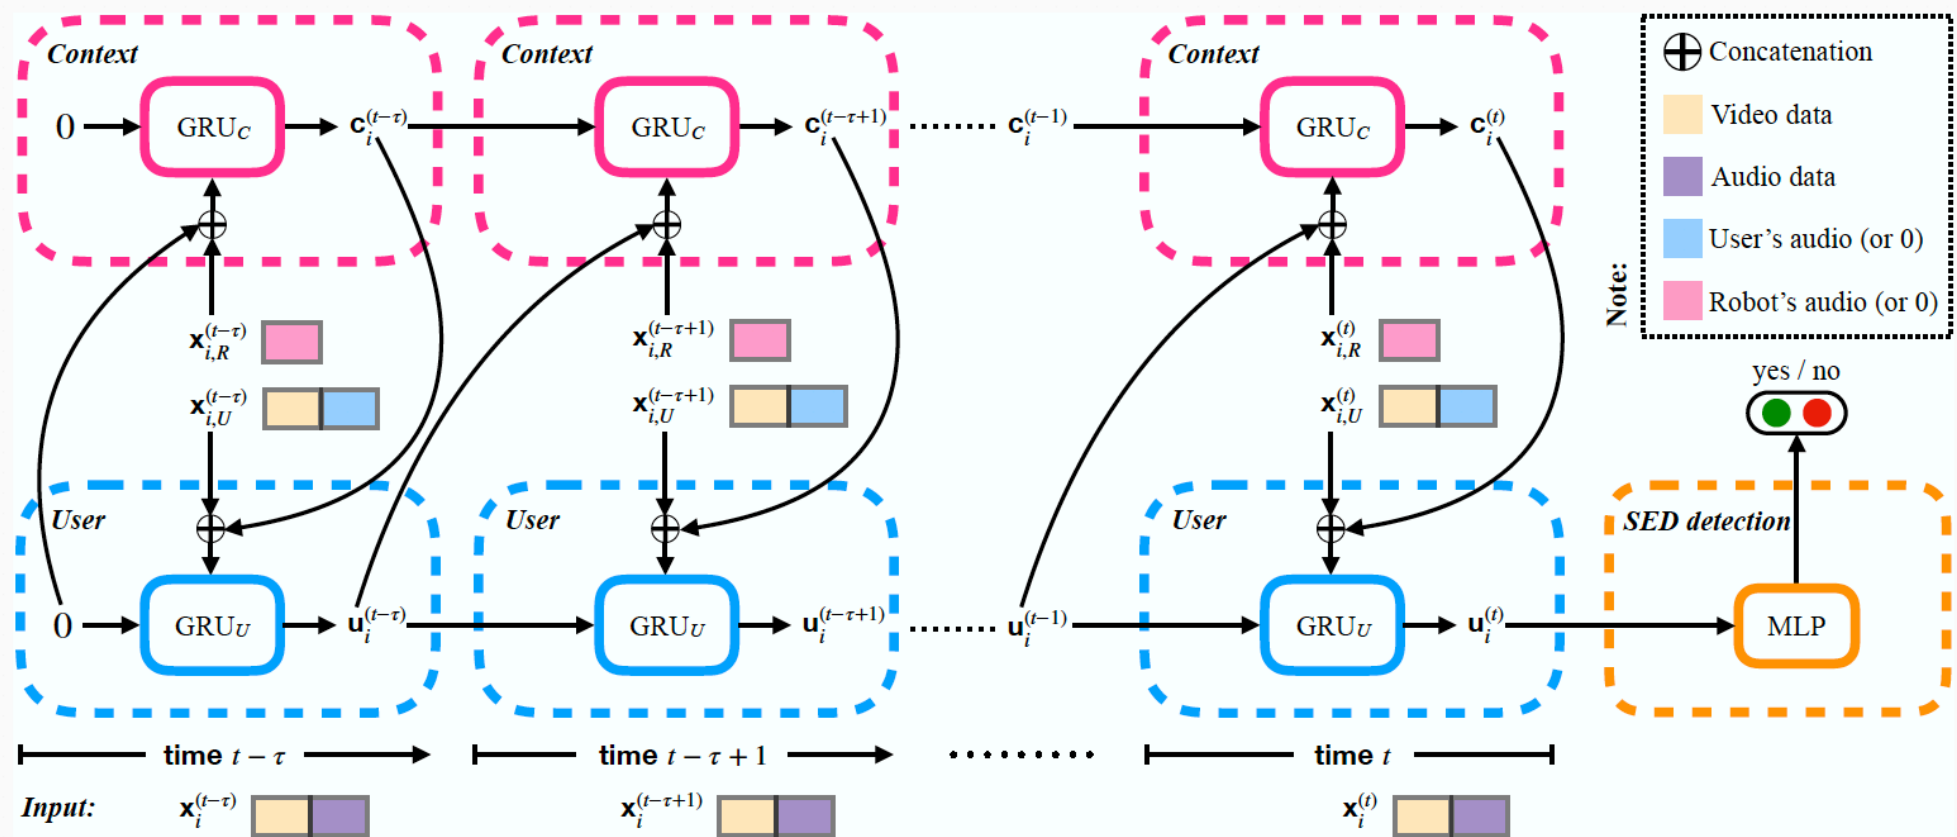 Context
Context
Context
Concatenation
Video data
Audio data
User's audio (or 0)
Robot's audio (or 0)
Note:
0 GRU_C c_i^(t−τ) GRU_C c_i^(t−τ+1) c_i^(t−1) GRU_C c_i^(t)
x_{i,R}^(t−τ) x_{i,R}^(t−τ+1) x_{i,R}^(t)
x_{i,U}^(t−τ) x_{i,U}^(t−τ+1) x_{i,U}^(t)
yes / no
User
User
User
SED detection
0 GRU_U u_i^(t−τ) GRU_U u_i^(t−τ+1) u_i^(t−1) GRU_U u_i^(t) MLP
time t − τ
time t − τ + 1
time t
Input: x_i^(t−τ) x_i^(t−τ+1) x_i^(t)